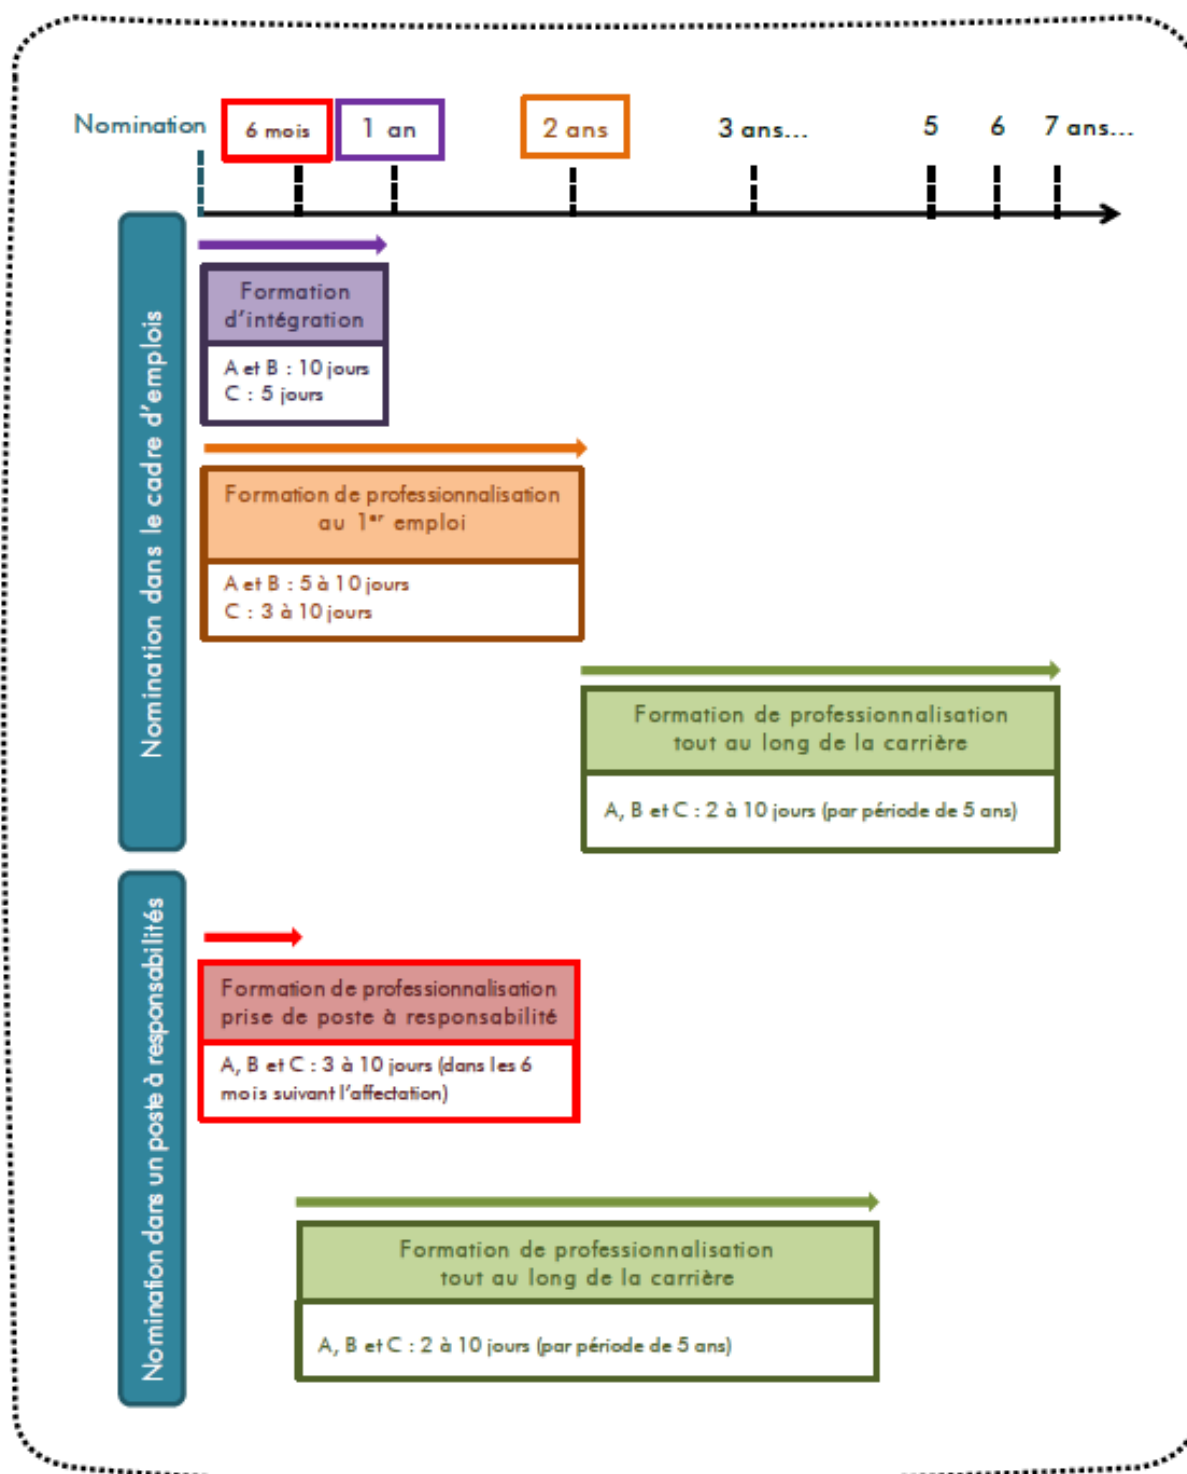 Nomination
6 mois
1 an
2 ans
3 ans...
5
6
7 ans...
Nomination dans le cadre d'emplois
Formation
d'intégration
A et B : 10 jours
C : 5 jours
Formation de professionnalisation
au 1er emploi
A et B : 5 à 10 jours
C : 3 à 10 jours
Formation de professionnalisation
tout au long de la carrière
A, B et C : 2 à 10 jours (par période de 5 ans)
Nomination dans un poste à responsabilités
Formation de professionnalisation
prise de poste à responsabilité
A, B et C : 3 à 10 jours (dans les 6
mois suivant l'affectation)
Formation de professionnalisation
tout au long de la carrière
A, B et C : 2 à 10 jours (par période de 5 ans)